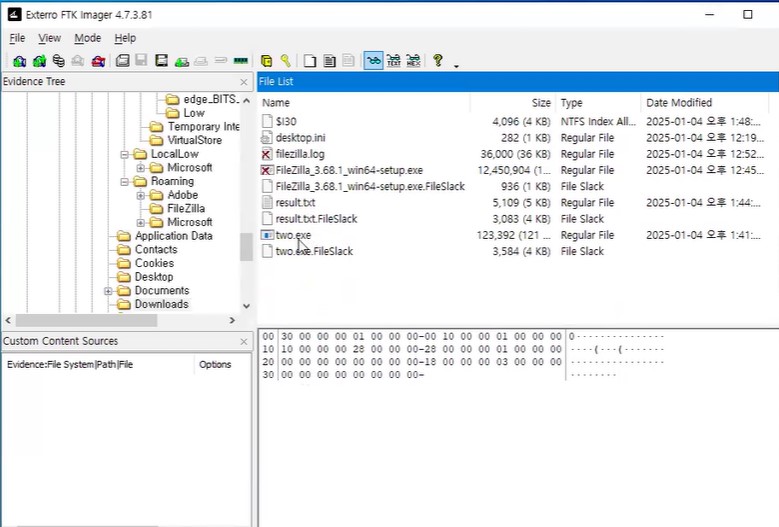 Exterro FTK Imager 4.7.3.81
File View Mode Help
Evidence Tree
edge_BITS_
Low
Temporary Inte
VirtualStore
LocalLow
Microsoft
Roaming
Adobe
FileZilla
Microsoft
Application Data
Contacts
Cookies
Desktop
Documents
Downloads
Custom Content Sources
Evidence:File System|Path|File Options
File List
Name Size Type Date Modified
$I30 4,096 (4 KB) NTFS Index All... 2025-01-04 오후 1:48:...
desktop.ini 282 (1 KB) Regular File 2025-01-04 오후 12:19...
filezilla.log 36,000 (36 KB) Regular File 2025-01-04 오후 12:52...
FileZilla_3.68.1_win64-setup.exe 12,450,904 (1... Regular File 2025-01-04 오후 12:45...
FileZilla_3.68.1_win64-setup.exe.FileSlack 936 (1 KB) File Slack
result.txt 5,109 (5 KB) Regular File 2025-01-04 오후 1:44:...
result.txt.FileSlack 3,083 (4 KB) File Slack
two.exe 123,392 (121 ... Regular File 2025-01-04 오후 1:41:...
two.exe.FileSlack 3,584 (4 KB) File Slack
00 30 00 00 00 01 00 00 00-00 10 00 00 01 00 00 00 0···············
10 10 00 00 00 28 00 00 00-28 00 00 00 01 00 00 00 ····(···(·······
20 00 00 00 00 00 00 00 00-18 00 00 00 03 00 00 00 ················
30 00 00 00 00 00 00 00 00- ········